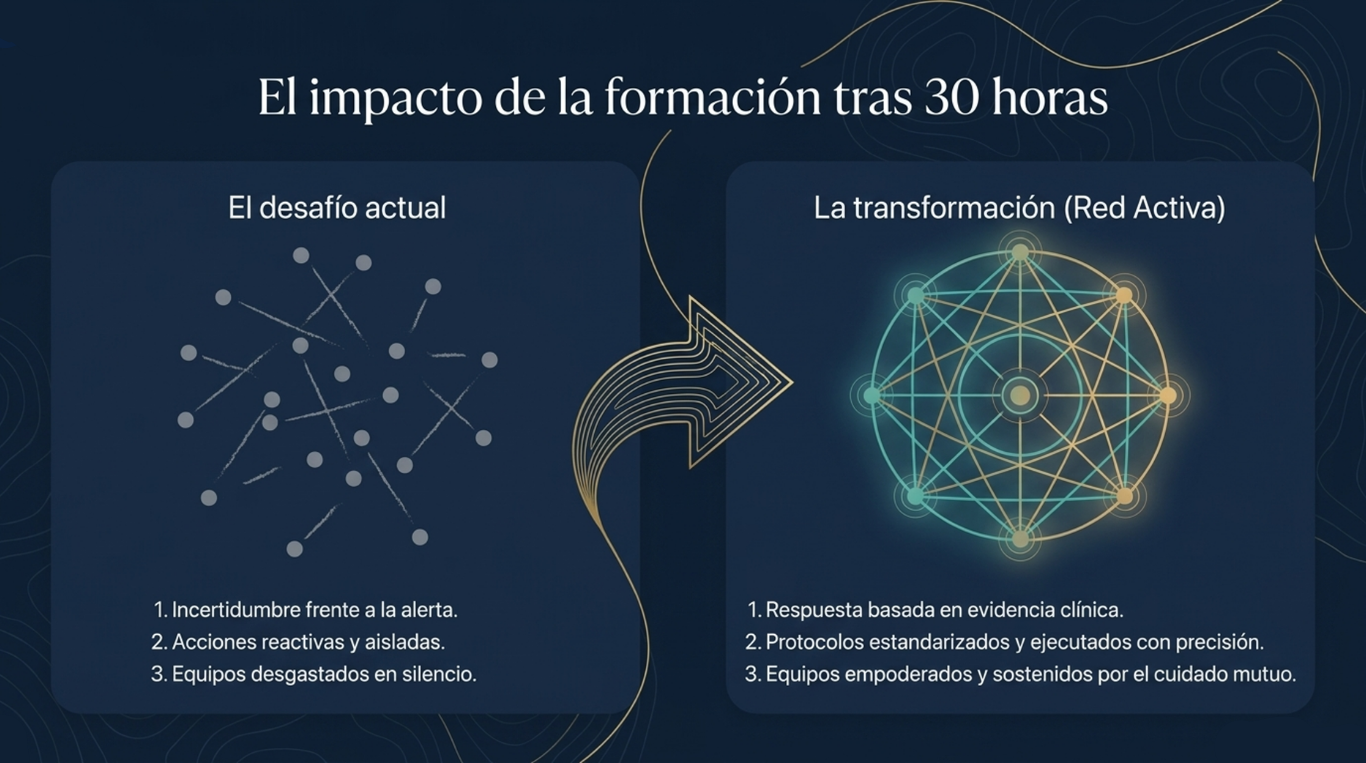 El impacto de la formación tras 30 horas
El desafío actual
1. Incertidumbre frente a la alerta.
2. Acciones reactivas y aisladas.
3. Equipos desgastados en silencio.
La transformación (Red Activa)
1. Respuesta basada en evidencia clínica.
2. Protocolos estandarizados y ejecutados con precisión.
3. Equipos empoderados y sostenidos por el cuidado mutuo.